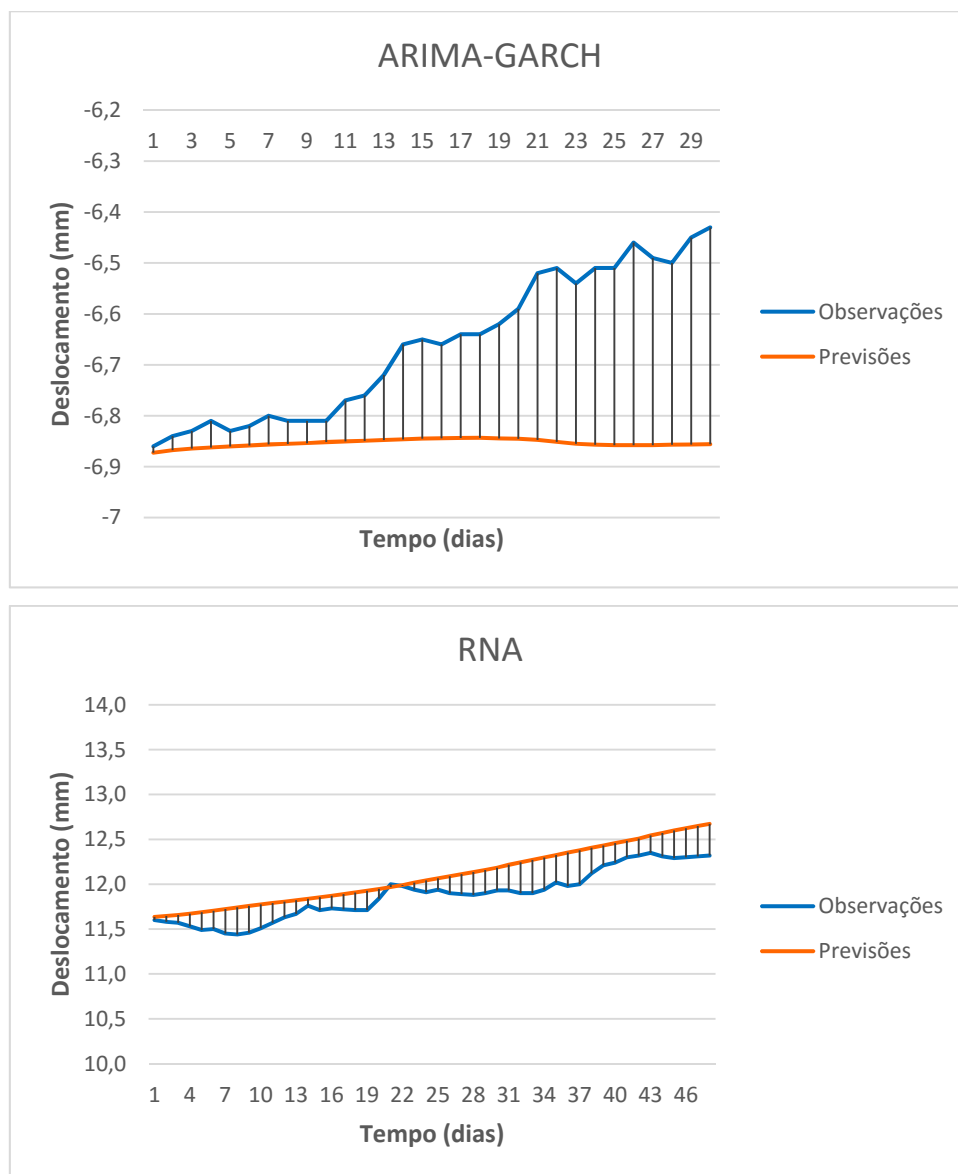 ARIMA-GARCH
-6,2
1 3 5 7 9 11 13 15 17 19 21 23 25 27 29
-6,3
-6,4
-6,5
-6,6
-6,7
-6,8
-6,9
-7
Deslocamento (mm)
Tempo (dias)
Observações
Previsões
RNA
14,0
13,5
13,0
12,5
12,0
11,5
11,0
10,5
10,0
Deslocamento (mm)
1 4 7 10 13 16 19 22 25 28 31 34 37 40 43 46
Tempo (dias)
Observações
Previsões